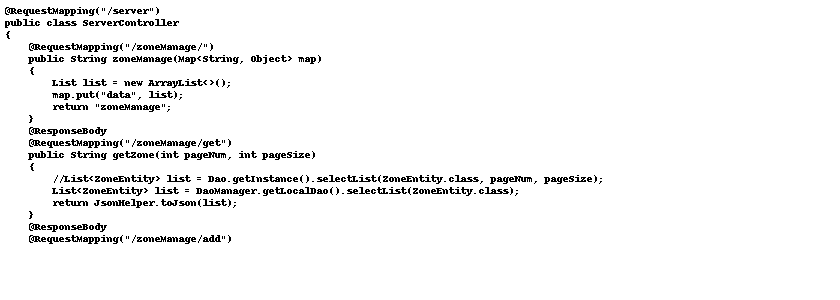 @RequestMapping("/server")
public class ServerController
{
    @RequestMapping("/zoneManage/")
    public String zoneManage(Map<String, Object> map)
    {
        List list = new ArrayList<>();
        map.put("data", list);
        return "zoneManage";
    }
    @ResponseBody
    @RequestMapping("/zoneManage/get")
    public String getZone(int pageNum, int pageSize)
    {
        //List<ZoneEntity> list = Dao.getInstance().selectList(ZoneEntity.class, pageNum, pageSize);
        List<ZoneEntity> list = DaoManager.getLocalDao().selectList(ZoneEntity.class);
        return JsonHelper.toJson(list);
    }
    @ResponseBody
    @RequestMapping("/zoneManage/add")